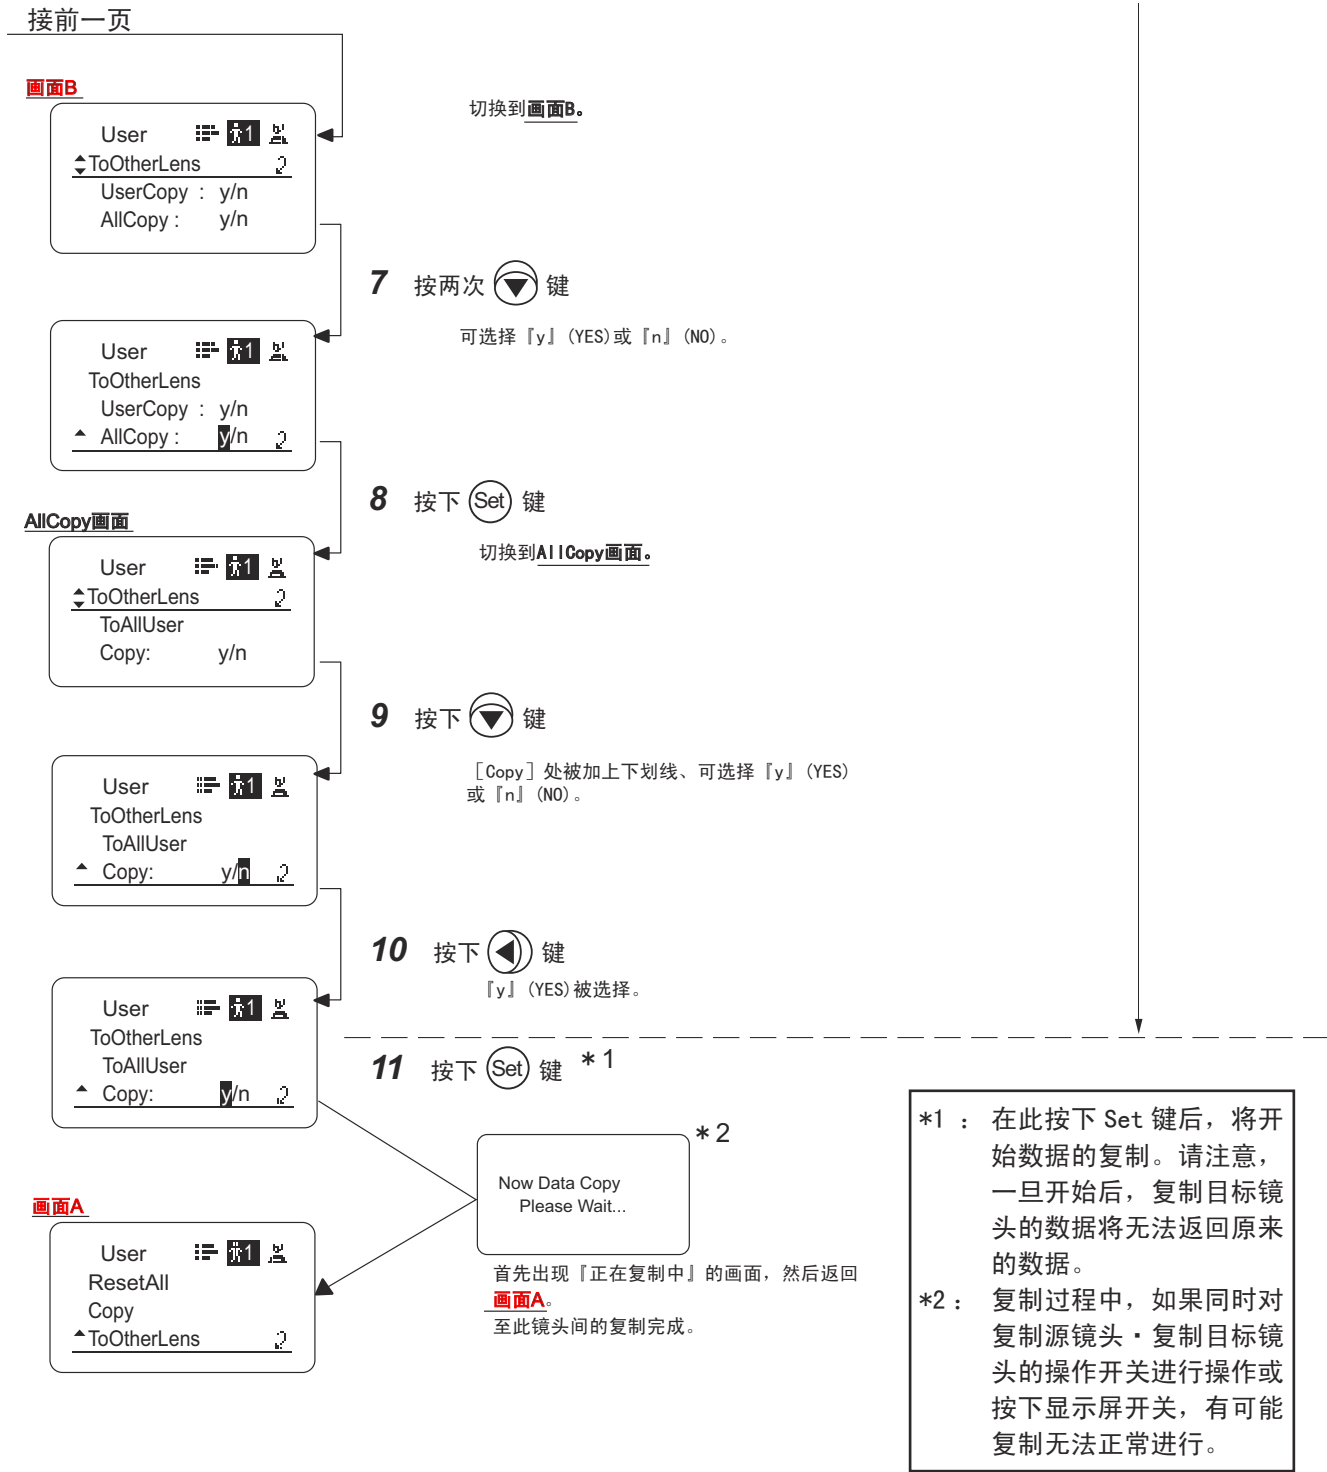 接前一页
画面B
User 1
ToOtherLens
UserCopy : y/n
AllCopy : y/n
切换到画面B。
7 按两次 键
可选择『y』(YES)或『n』(NO)。
User 1
ToOtherLens
UserCopy : y/n
AllCopy : y/n
8 按下 Set 键
切换到AllCopy画面。
AllCopy画面
User 1
ToOtherLens
ToAllUser
Copy: y/n
9 按下 键
［Copy］处被加上下划线、可选择『y』(YES)
或『n』(NO)。
User 1
ToOtherLens
ToAllUser
Copy: y/n
10 按下 键
『y』(YES)被选择。
User 1
ToOtherLens
ToAllUser
Copy: y/n
11 按下 Set 键 *1
*2
Now Data Copy
Please Wait...
首先出现『正在复制中』的画面，然后返回
画面A。
至此镜头间的复制完成。
画面A
User 1
ResetAll
Copy
ToOtherLens
*1 : 在此按下 Set 键后，将开
始数据的复制。请注意，
一旦开始后，复制目标镜
头的数据将无法返回原来
的数据。
*2 : 复制过程中，如果同时对
复制源镜头・复制目标镜
头的操作开关进行操作或
按下显示屏开关，有可能
复制无法正常进行。